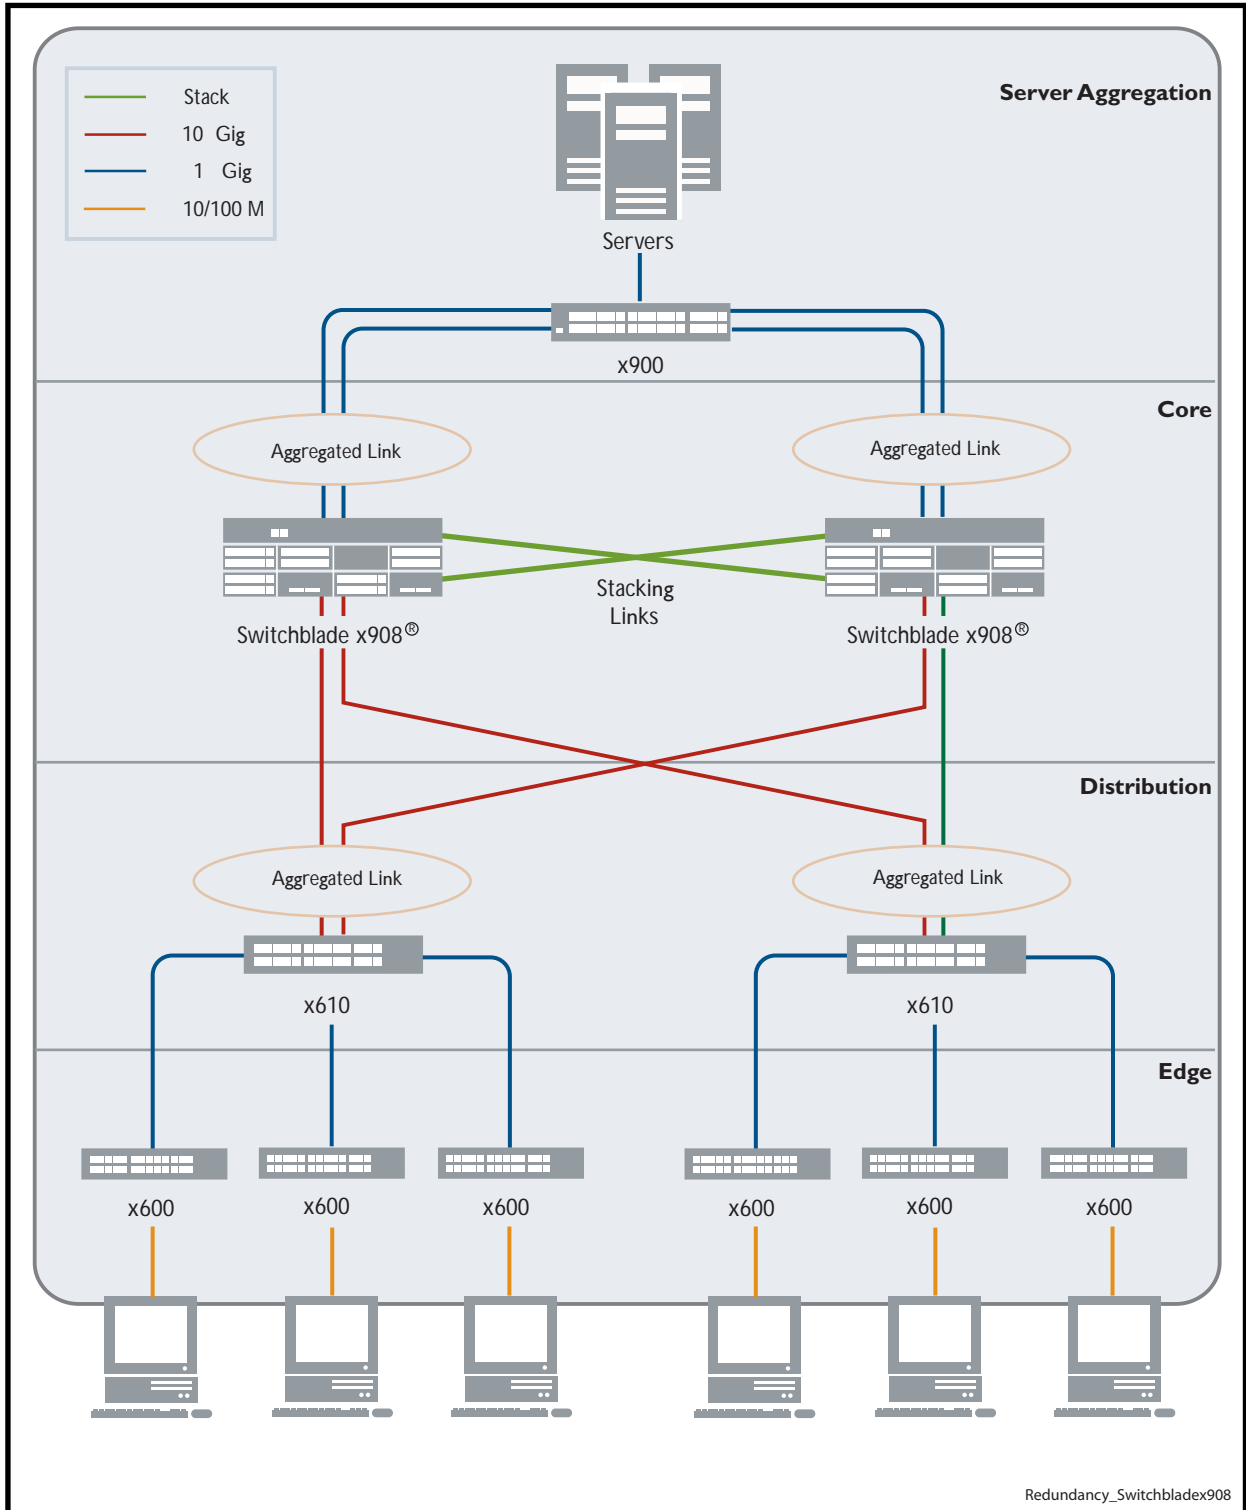 Server Aggregation
Stack
10 Gig
1 Gig
10/100 M
Servers
x900
Core
Aggregated Link
Aggregated Link
Stacking
Links
Switchblade x908®
Switchblade x908®
Distribution
Aggregated Link
Aggregated Link
x610
x610
Edge
x600
x600
x600
x600
x600
x600
Redundancy_Switchbladex908